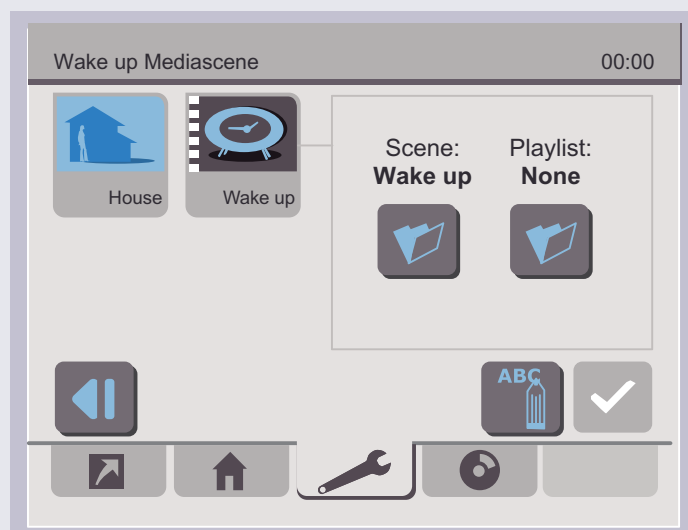 Wake up Mediascene 00:00
House
Wake up
Scene:
Wake up
Playlist:
None
ABC